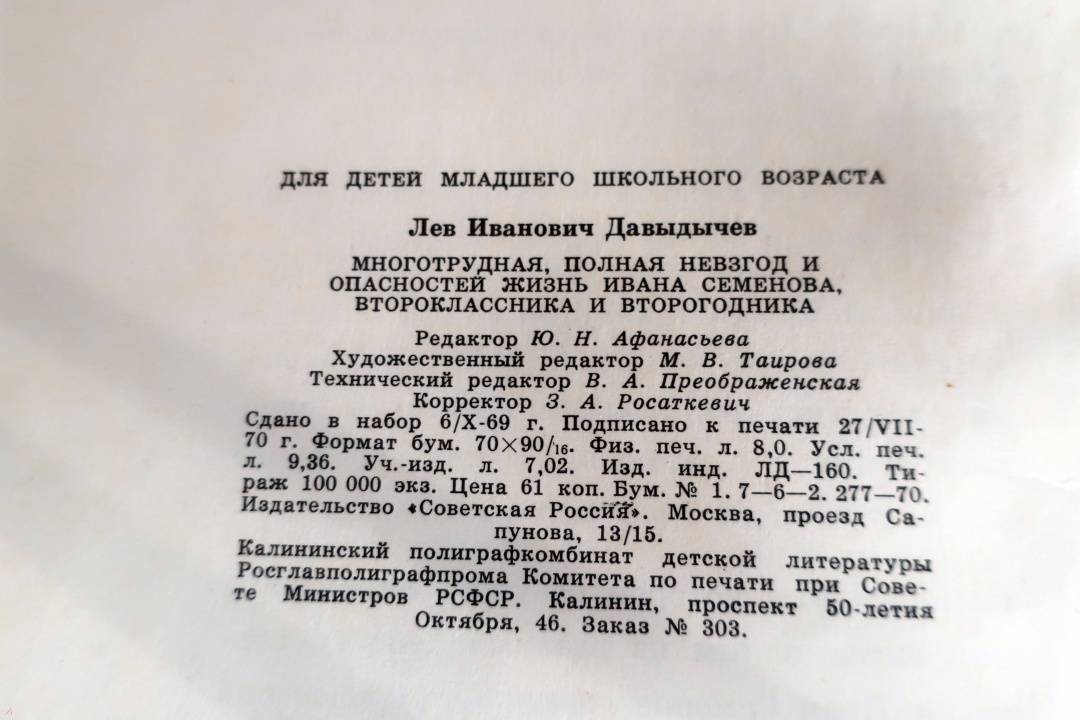 ДЛЯ ДЕТЕЙ МЛАДШЕГО ШКОЛЬНОГО ВОЗРАСТА
Лев Иванович Давыдычев
МНОГОТРУДНАЯ, ПОЛНАЯ НЕВЗГОД И
ОПАСНОСТЕЙ ЖИЗНЬ ИВАНА СЕМЕНОВА,
ВТОРОКЛАССНИКА И ВТОРОГОДНИКА
Редактор Ю. Н. Афанасьева
Художественный редактор М. В. Таирова
Технический редактор В. А. Преображенская
Корректор З. А. Росаткевич
Сдано в набор 6/X-69 г. Подписано к печати 27/VII-
70 г. Формат бум. 70×90/16. Физ. печ. л. 8,0. Усл. печ.
л. 9,36. Уч.-изд. л. 7,02. Изд. инд. ЛД—160. Ти-
раж 100 000 экз. Цена 61 коп. Бум. № 1. 7—6—2. 277—70.
Издательство «Советская Россия». Москва, проезд Са-
пунова, 13/15.
Калининский полиграфкомбинат детской литературы
Росглавполиграфпрома Комитета по печати при Сове-
те Министров РСФСР. Калинин, проспект 50-летия
Октября, 46. Заказ № 303.